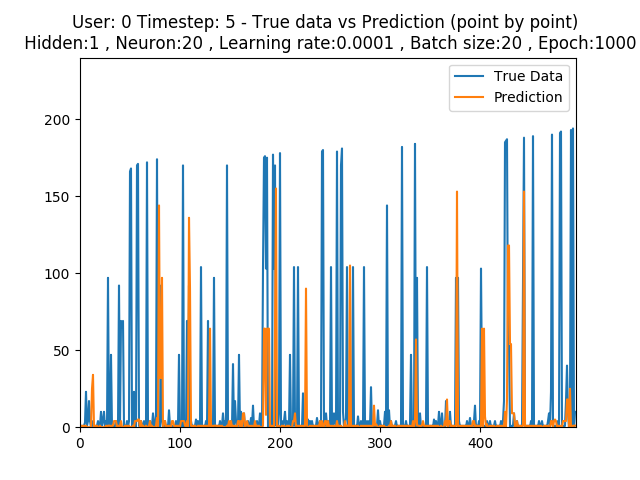 User: 0 Timestep: 5 - True data vs Prediction (point by point)
Hidden:1 , Neuron:20 , Learning rate:0.0001 , Batch size:20 , Epoch:1000
True Data
Prediction
200
150
100
50
0
0 100 200 300 400